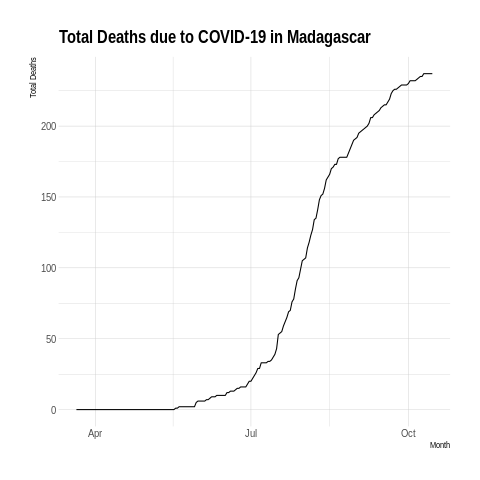 Total Deaths due to COVID-19 in Madagascar
Total Deaths
200
150
100
50
0
Apr Jul Oct
Month